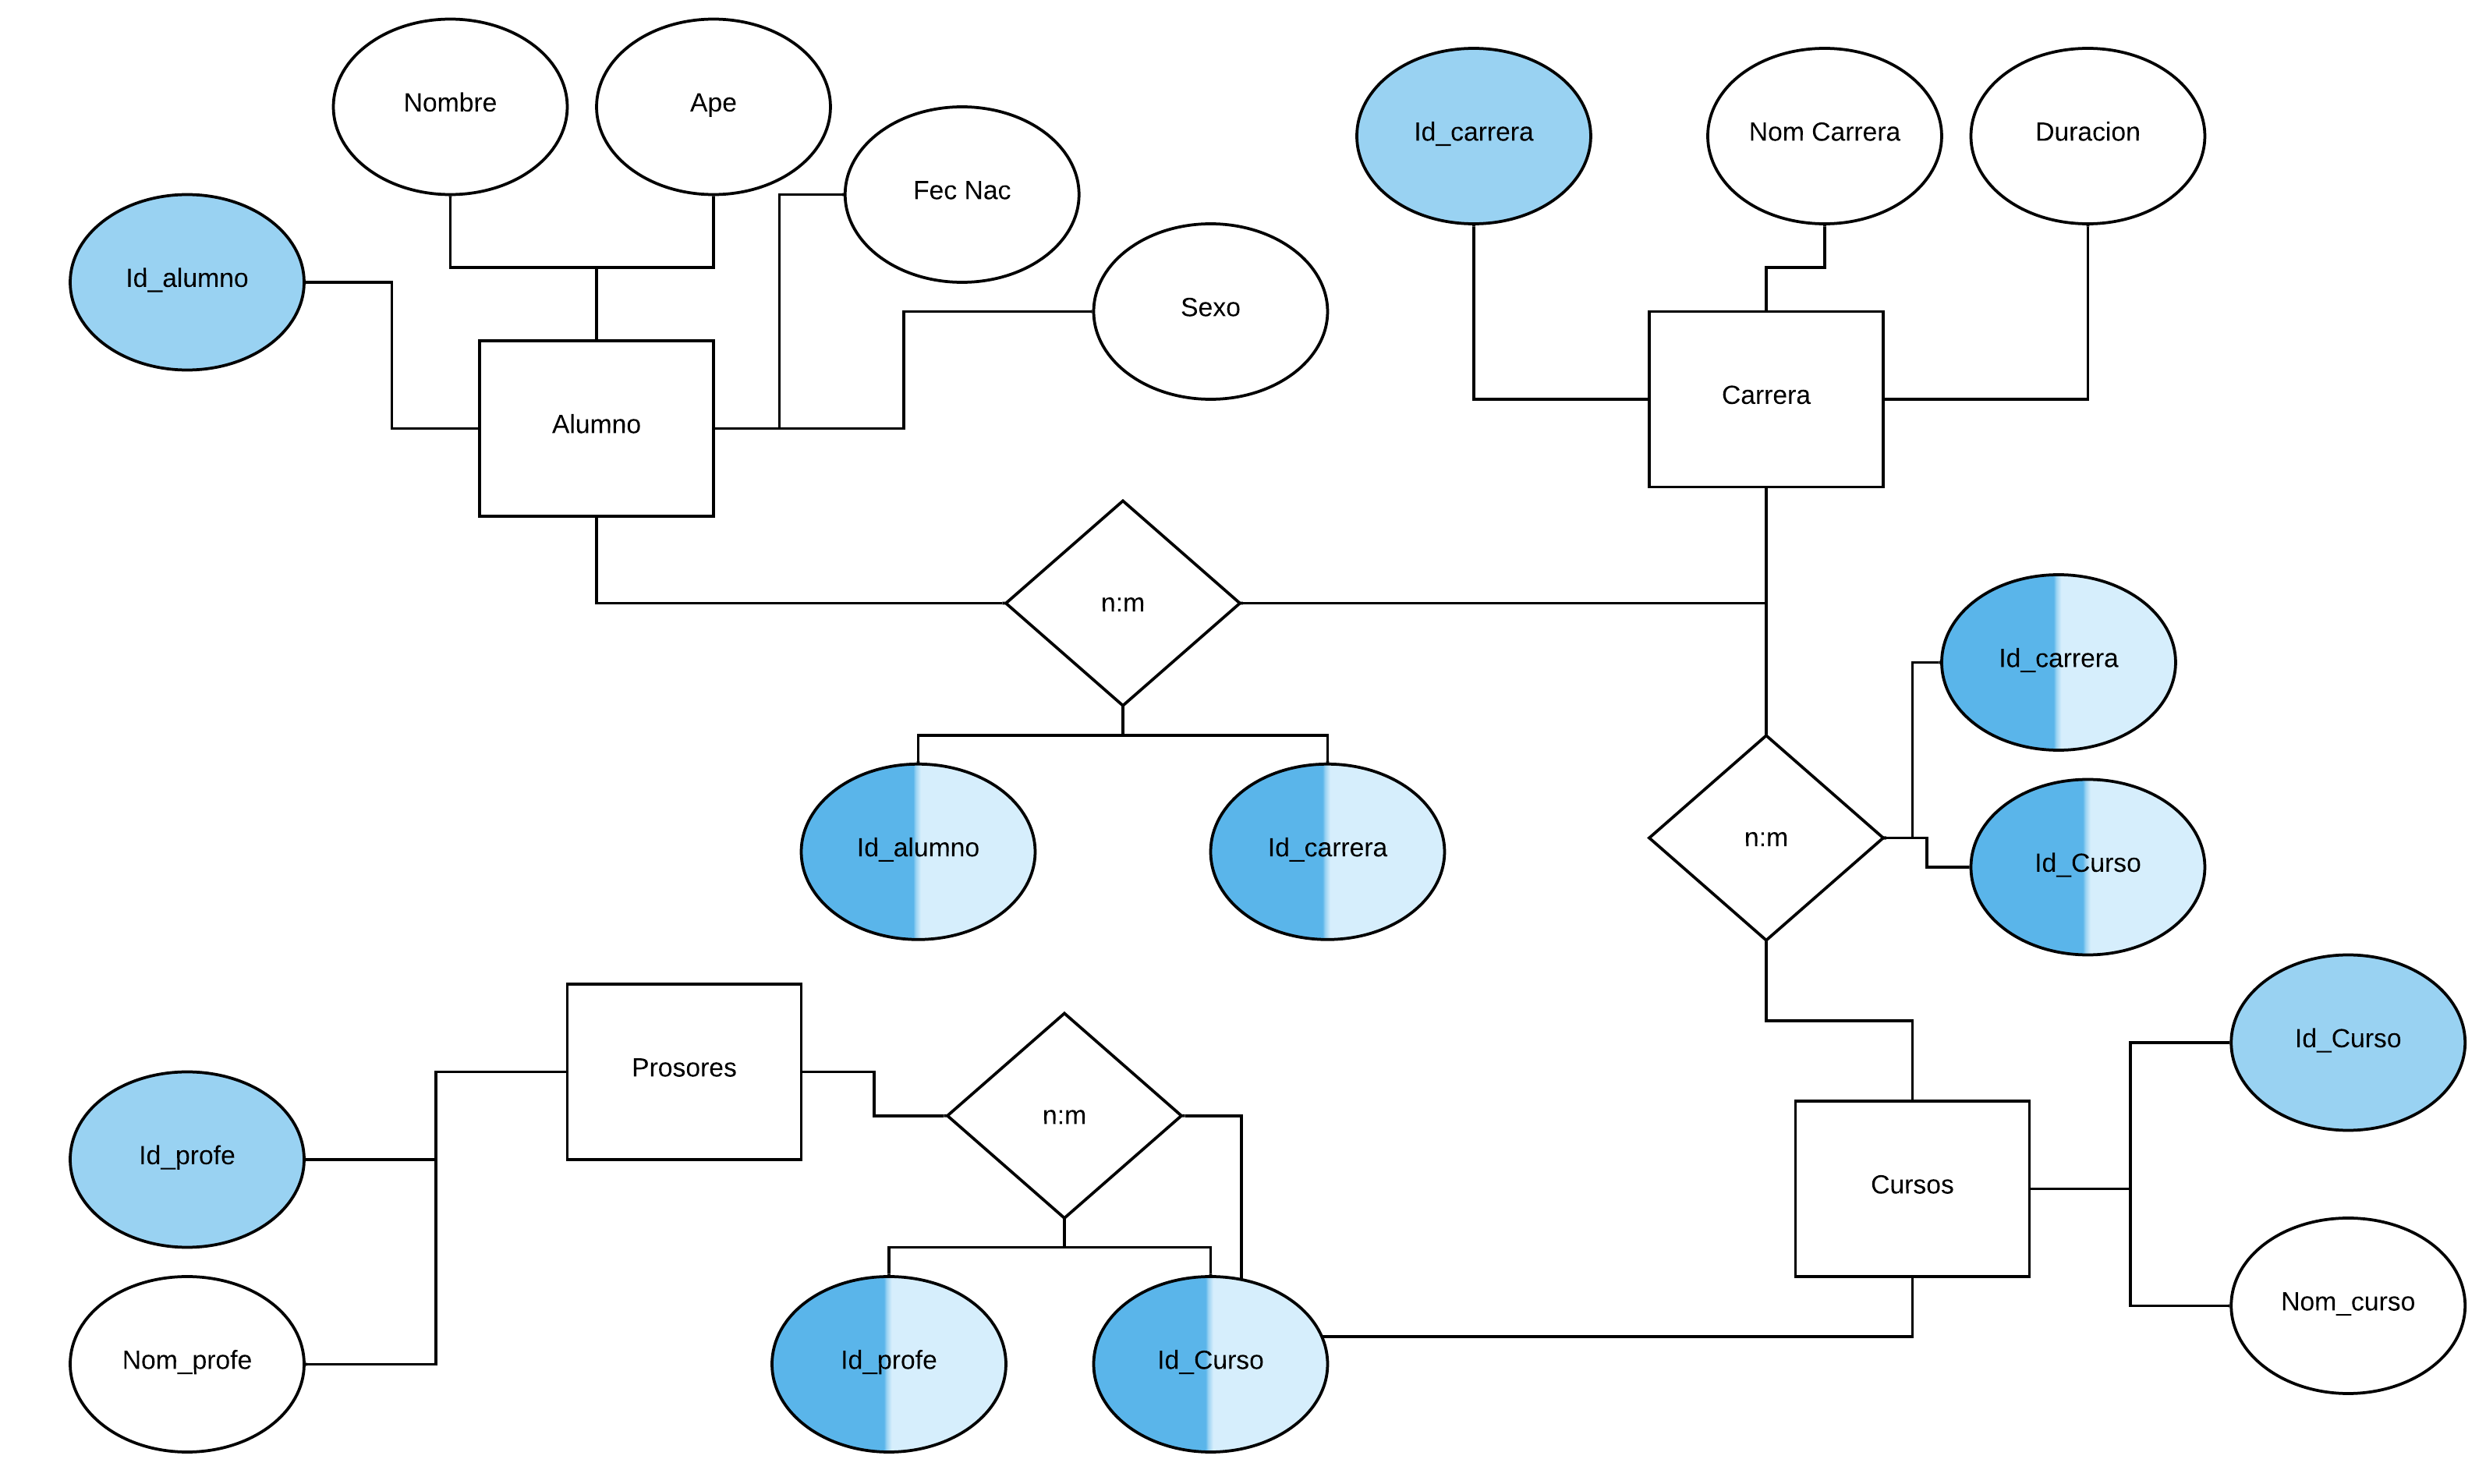 Nombre
Ape
Id_carrera
Nom Carrera
Duracion
Fec Nac
Id_alumno
Sexo
Carrera
Alumno
n:m
Id_carrera
n:m
Id_alumno
Id_carrera
Id_Curso
Id_Curso
Prosores
n:m
Id_profe
Cursos
Nom_curso
Nom_profe
Id_profe
Id_Curso